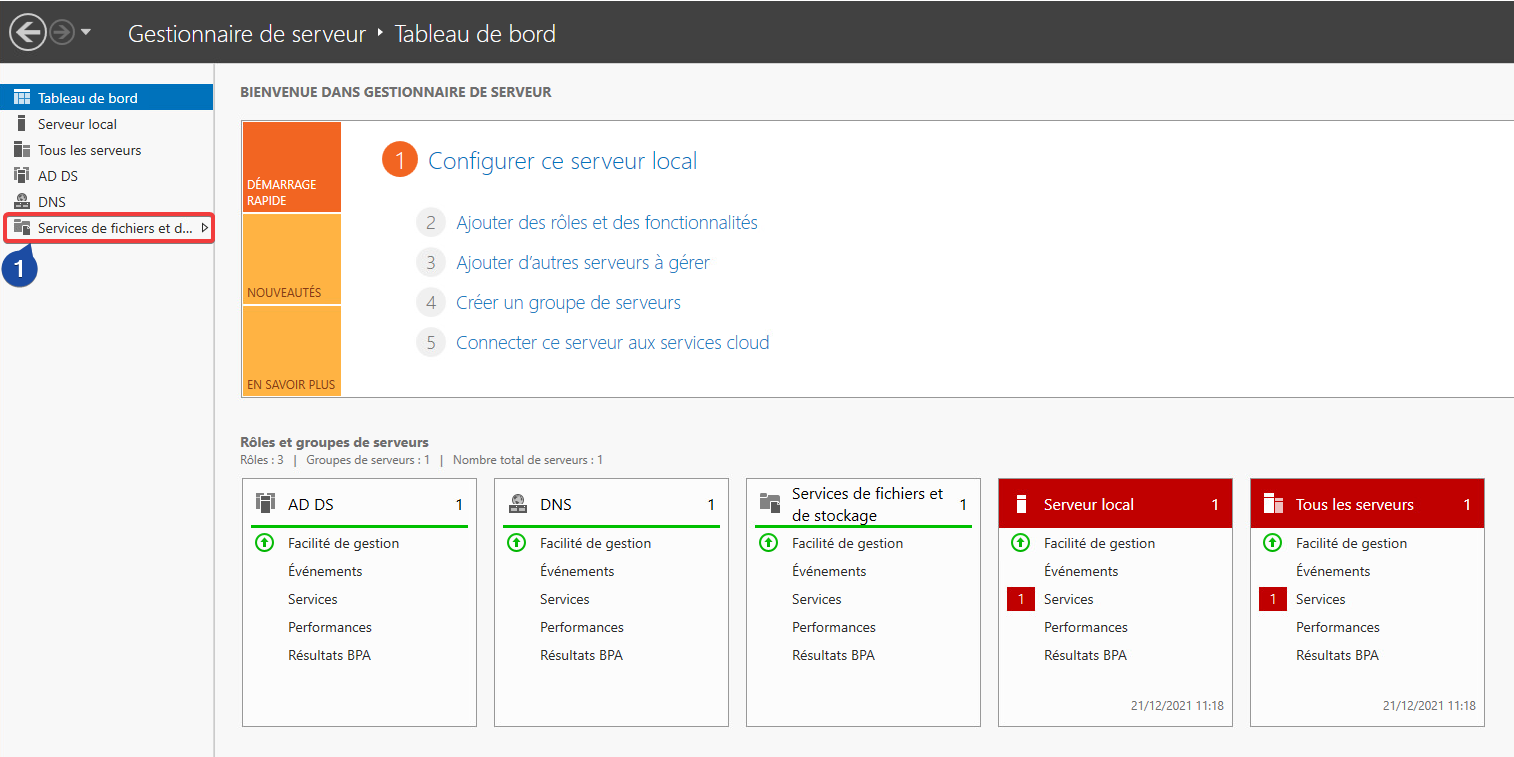 Gestionnaire de serveur ‣ Tableau de bord
Tableau de bord
Serveur local
Tous les serveurs
AD DS
DNS
Services de fichiers et d...
1
BIENVENUE DANS GESTIONNAIRE DE SERVEUR
DÉMARRAGE
RAPIDE
NOUVEAUTÉS
EN SAVOIR PLUS
1 Configurer ce serveur local
2 Ajouter des rôles et des fonctionnalités
3 Ajouter d’autres serveurs à gérer
4 Créer un groupe de serveurs
5 Connecter ce serveur aux services cloud
Rôles et groupes de serveurs
Rôles : 3 | Groupes de serveurs : 1 | Nombre total de serveurs : 1
AD DS 1
Facilité de gestion
Événements
Services
Performances
Résultats BPA
DNS 1
Facilité de gestion
Événements
Services
Performances
Résultats BPA
Services de fichiers et
de stockage 1
Facilité de gestion
Événements
Services
Performances
Résultats BPA
Serveur local 1
Facilité de gestion
Événements
1 Services
Performances
Résultats BPA
21/12/2021 11:18
Tous les serveurs 1
Facilité de gestion
Événements
1 Services
Performances
Résultats BPA
21/12/2021 11:18